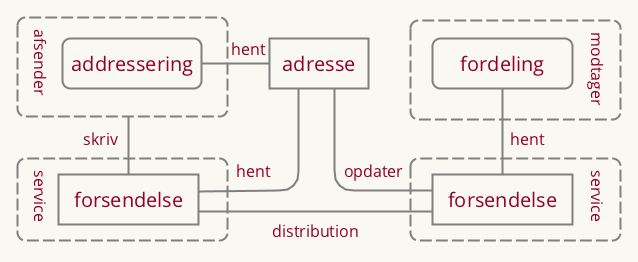 afsender
addressering
hent
adresse
fordeling
modtager
skriv
hent
service
forsendelse
hent
opdater
forsendelse
service
distribution